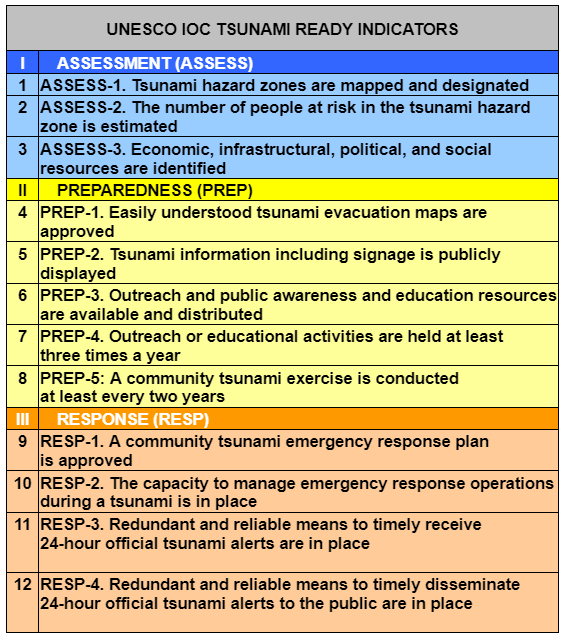 UNESCO IOC TSUNAMI READY INDICATORS
I ASSESSMENT (ASSESS)
1 ASSESS-1. Tsunami hazard zones are mapped and designated
2 ASSESS-2. The number of people at risk in the tsunami hazard
zone is estimated
3 ASSESS-3. Economic, infrastructural, political, and social
resources are identified
II PREPAREDNESS (PREP)
4 PREP-1. Easily understood tsunami evacuation maps are
approved
5 PREP-2. Tsunami information including signage is publicly
displayed
6 PREP-3. Outreach and public awareness and education resources
are available and distributed
7 PREP-4. Outreach or educational activities are held at least
three times a year
8 PREP-5: A community tsunami exercise is conducted
at least every two years
III RESPONSE (RESP)
9 RESP-1. A community tsunami emergency response plan
is approved
10 RESP-2. The capacity to manage emergency response operations
during a tsunami is in place
11 RESP-3. Redundant and reliable means to timely receive
24-hour official tsunami alerts are in place
12 RESP-4. Redundant and reliable means to timely disseminate
24-hour official tsunami alerts to the public are in place